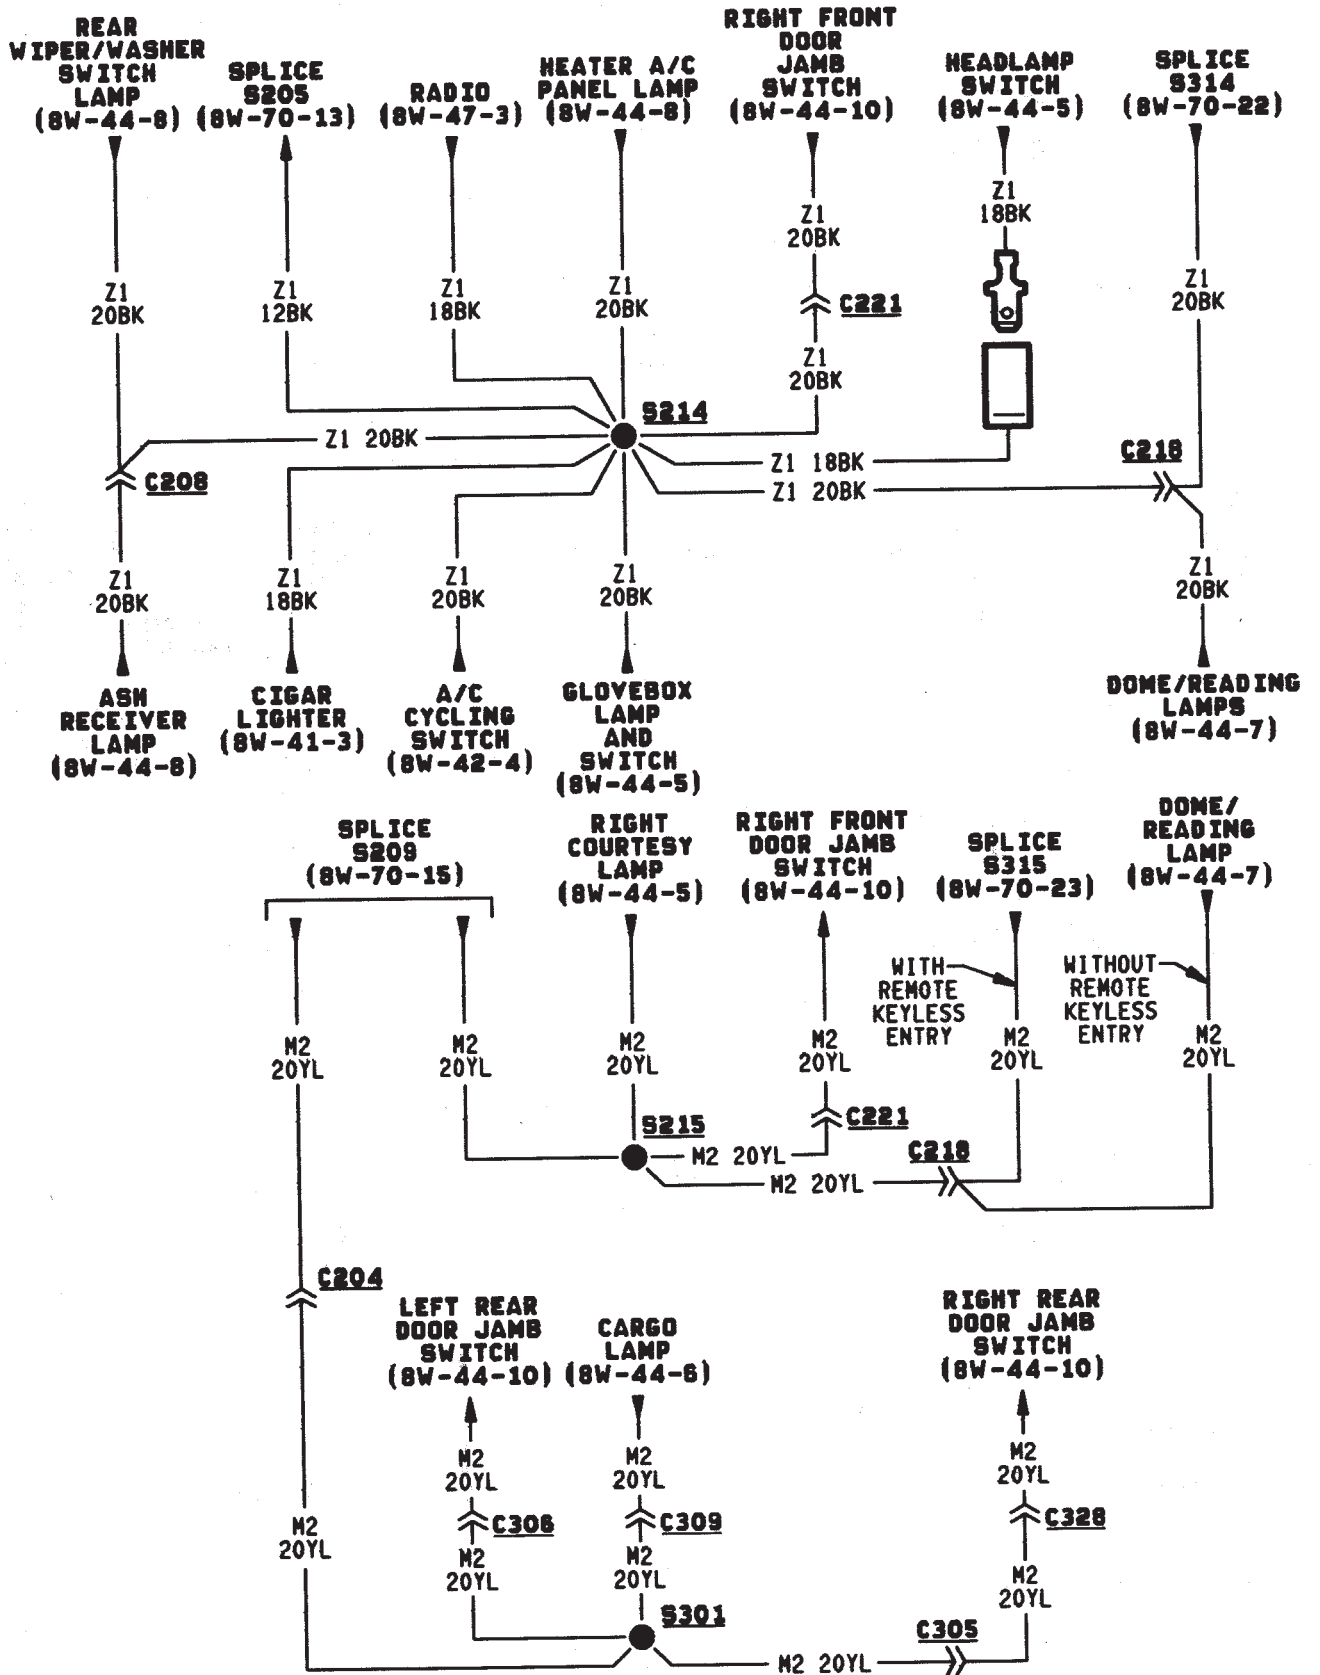 REAR
WIPER/WASHER
SWITCH
LAMP
(8W-44-8)
SPLICE
S205
(8W-70-13)
RADIO
(8W-47-3)
HEATER A/C
PANEL LAMP
(8W-44-8)
RIGHT FRONT
DOOR
JAMB
SWITCH
(8W-44-10)
HEADLAMP
SWITCH
(8W-44-5)
SPLICE
S314
(8W-70-22)
Z1
20BK
Z1
12BK
Z1
18BK
Z1
20BK
Z1
20BK
C221
Z1
20BK
Z1
18BK
Z1
20BK
S214
Z1 20BK
C208
Z1 18BK
Z1 20BK
C218
Z1
20BK
Z1
18BK
Z1
20BK
Z1
20BK
Z1
20BK
ASH
RECEIVER
LAMP
(8W-44-8)
CIGAR
LIGHTER
(8W-41-3)
A/C
CYCLING
SWITCH
(8W-42-4)
GLOVEBOX
LAMP
AND
SWITCH
(8W-44-5)
DOME/READING
LAMPS
(8W-44-7)
SPLICE
S209
(8W-70-15)
RIGHT
COURTESY
LAMP
(8W-44-5)
RIGHT FRONT
DOOR JAMB
SWITCH
(8W-44-10)
SPLICE
S315
(8W-70-23)
DOME/
READING
LAMP
(8W-44-7)
WITH
REMOTE
KEYLESS
ENTRY
WITHOUT
REMOTE
KEYLESS
ENTRY
M2
20YL
M2
20YL
M2
20YL
M2
20YL
M2
20YL
M2
20YL
S215
C221
M2 20YL
C218
M2 20YL
C204
LEFT REAR
DOOR JAMB
SWITCH
(8W-44-10)
CARGO
LAMP
(8W-44-6)
RIGHT REAR
DOOR JAMB
SWITCH
(8W-44-10)
M2
20YL
M2
20YL
M2
20YL
C306
C309
C328
M2
20YL
M2
20YL
M2
20YL
M2
20YL
S301
C305
M2 20YL